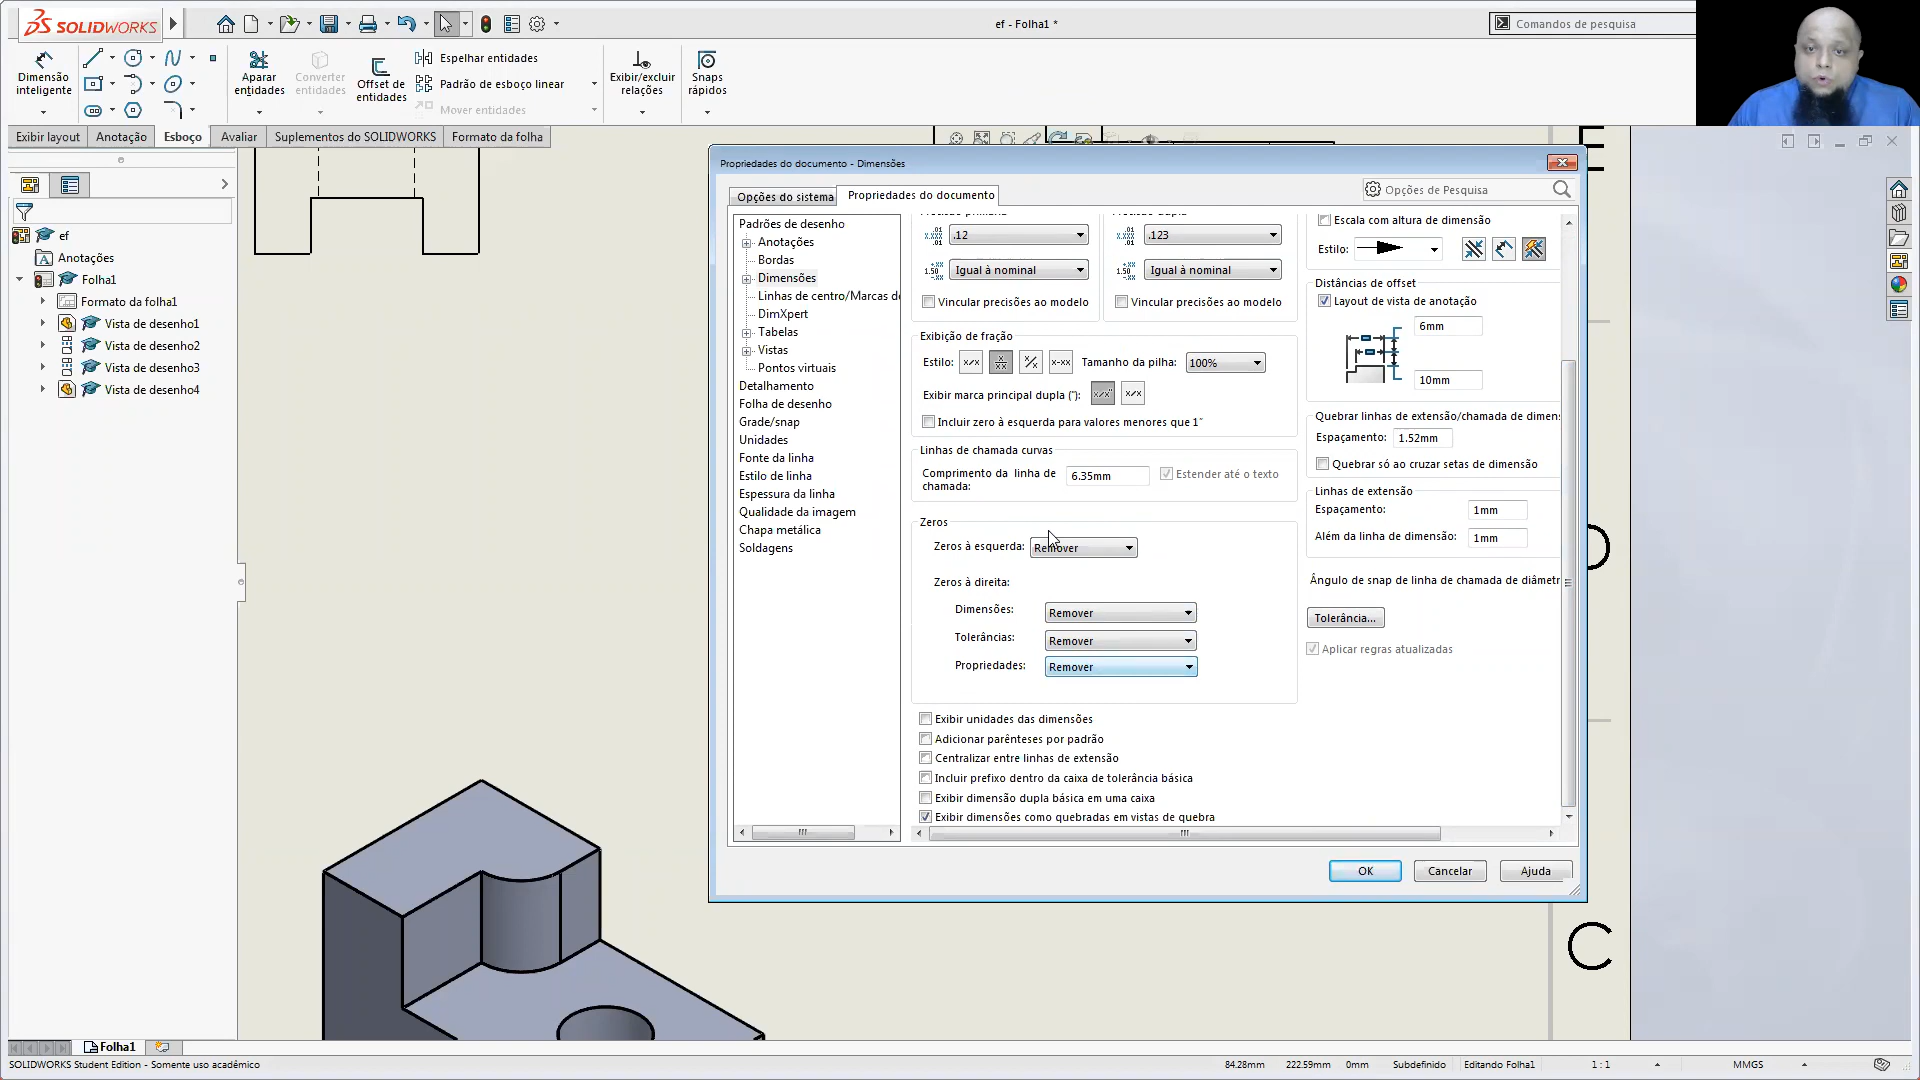 SOLIDWORKS
ef - Folha1 *
Comandos de pesquisa
Dimensão inteligente
Aparar entidades
Converter entidades
Offset de entidades
Espelhar entidades
Padrão de esboço linear
Mover entidades
Exibir/excluir relações
Snaps rápidos
Exibir layout
Anotação
Esboço
Avaliar
Suplementos do SOLIDWORKS
Formato da folha
ef
Anotações
Folha1
Formato da folha1
Vista de desenho1
Vista de desenho2
Vista de desenho3
Vista de desenho4
Propriedades do documento - Dimensões
Opções do sistema
Propriedades do documento
Opções de Pesquisa
Padrões de desenho
Anotações
Bordas
Dimensões
Linhas de centro/Marcas de
DimXpert
Tabelas
Vistas
Pontos virtuais
Detalhamento
Folha de desenho
Grade/snap
Unidades
Fonte da linha
Estilo de linha
Espessura da linha
Qualidade da imagem
Chapa metálica
Soldagens
.12
.123
Igual à nominal
Igual à nominal
Vincular precisões ao modelo
Vincular precisões ao modelo
Exibição de fração
Estilo:
Tamanho da pilha:
100%
Exibir marca principal dupla ("):
Incluir zero à esquerda para valores menores que 1"
Linhas de chamada curvas
Comprimento da linha de chamada:
6.35mm
Estender até o texto
Zeros
Zeros à esquerda:
Remover
Zeros à direita:
Dimensões:
Remover
Tolerâncias:
Remover
Propriedades:
Remover
Exibir unidades das dimensões
Adicionar parênteses por padrão
Centralizar entre linhas de extensão
Incluir prefixo dentro da caixa de tolerância básica
Exibir dimensão dupla básica em uma caixa
Exibir dimensões como quebradas em vistas de quebra
Escala com altura de dimensão
Estilo:
Distâncias de offset
Layout de vista de anotação
6mm
10mm
Quebrar linhas de extensão/chamada de dimens
Espaçamento:
1.52mm
Quebrar só ao cruzar setas de dimensão
Linhas de extensão
Espaçamento:
1mm
Além da linha de dimensão:
1mm
Ângulo de snap de linha de chamada de diâmetr
Tolerância...
Aplicar regras atualizadas
OK
Cancelar
Ajuda
C
Folha1
SOLIDWORKS Student Edition - Somente uso acadêmico
84.28mm
222.59mm
0mm
Subdefinido
Editando Folha1
1 : 1
MMGS